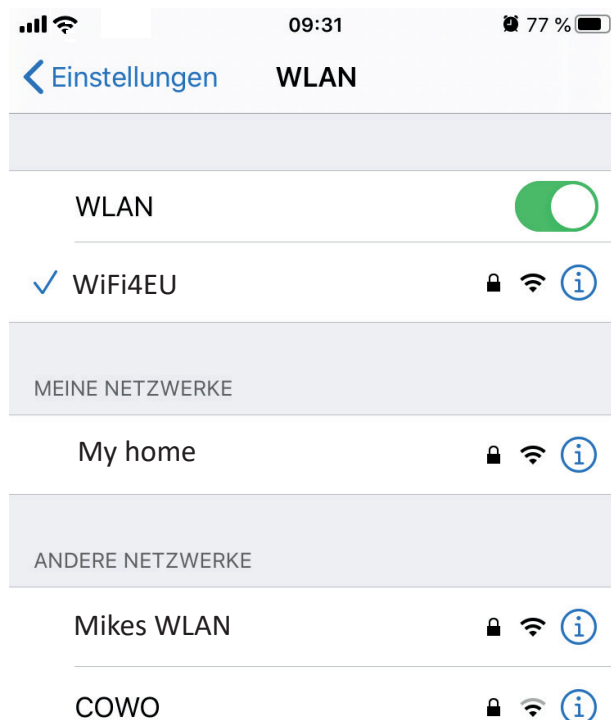 09:31 77 %
Einstellungen WLAN
WLAN
WiFi4EU
MEINE NETZWERKE
My home
ANDERE NETZWERKE
Mikes WLAN
COWO